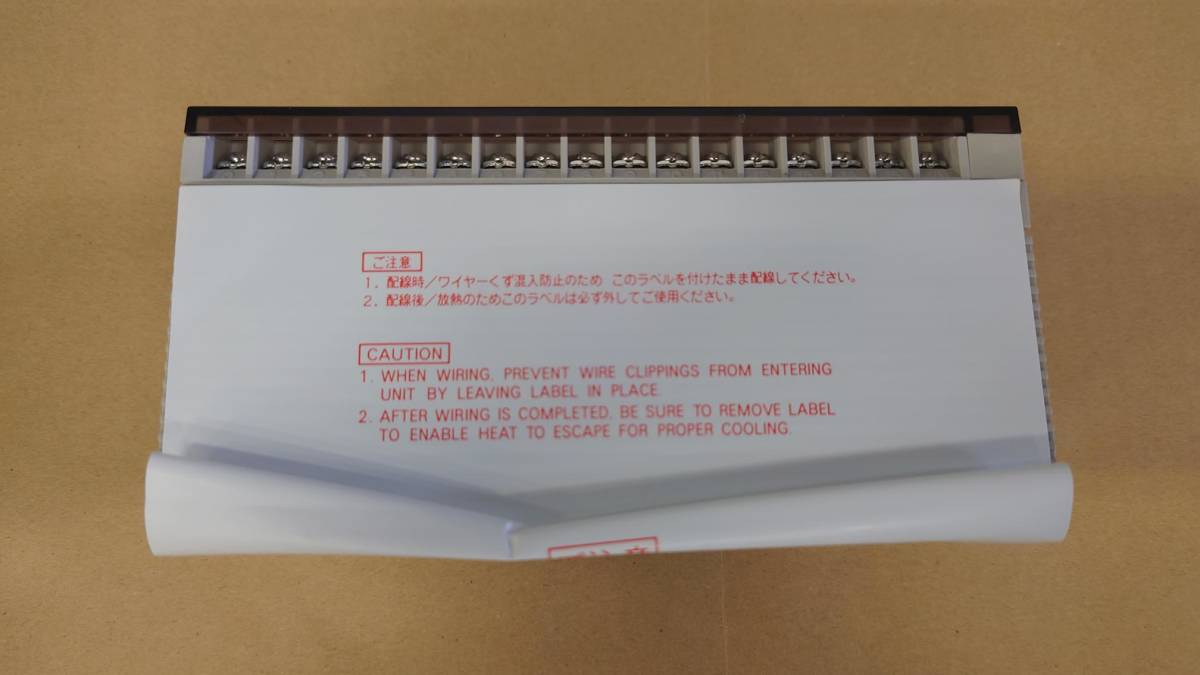 ご注意
1. 配線時/ワイヤーくず混入防止のため このラベルを付けたまま配線してください。
2. 配線後/放熱のためこのラベルは必ず外してご使用ください。
CAUTION
1. WHEN WIRING, PREVENT WIRE CLIPPINGS FROM ENTERING
UNIT BY LEAVING LABEL IN PLACE.
2. AFTER WIRING IS COMPLETED, BE SURE TO REMOVE LABEL
TO ENABLE HEAT TO ESCAPE FOR PROPER COOLING.